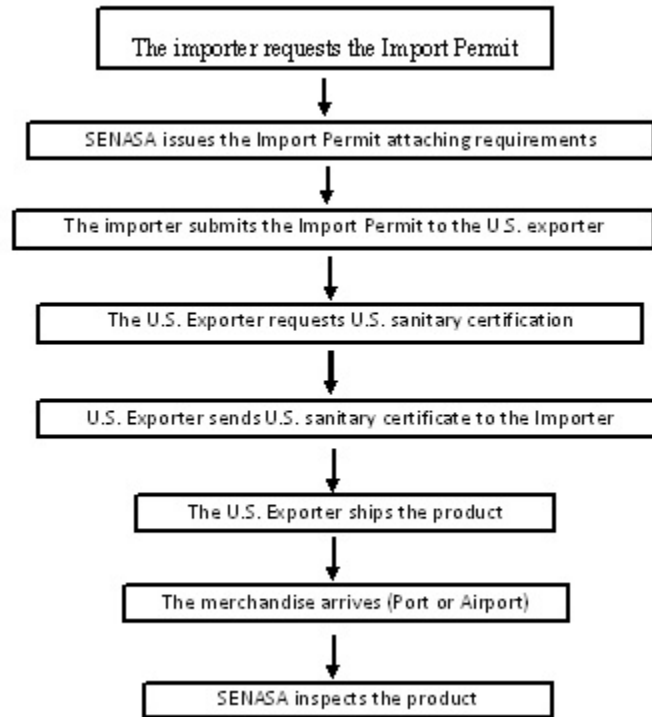 The importer requests the Import Permit
SENASA issues the Import Permit attaching requirements
The importer submits the Import Permit to the U.S. exporter
The U.S. Exporter requests U.S. sanitary certification
U.S. Exporter sends U.S. sanitary certificate to the Importer
The U.S. Exporter ships the product
The merchandise arrives (Port or Airport)
SENASA inspects the product